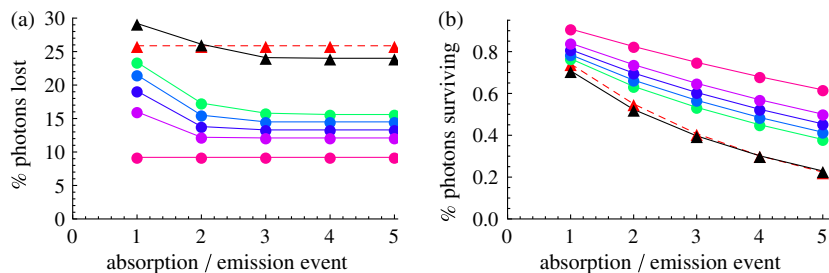 (a)
% photons lost
30
25
20
15
10
5
0
0 1 2 3 4 5
absorption / emission event
(b)
% photons surviving
0.8
0.6
0.4
0.2
0.0
0 1 2 3 4 5
absorption / emission event